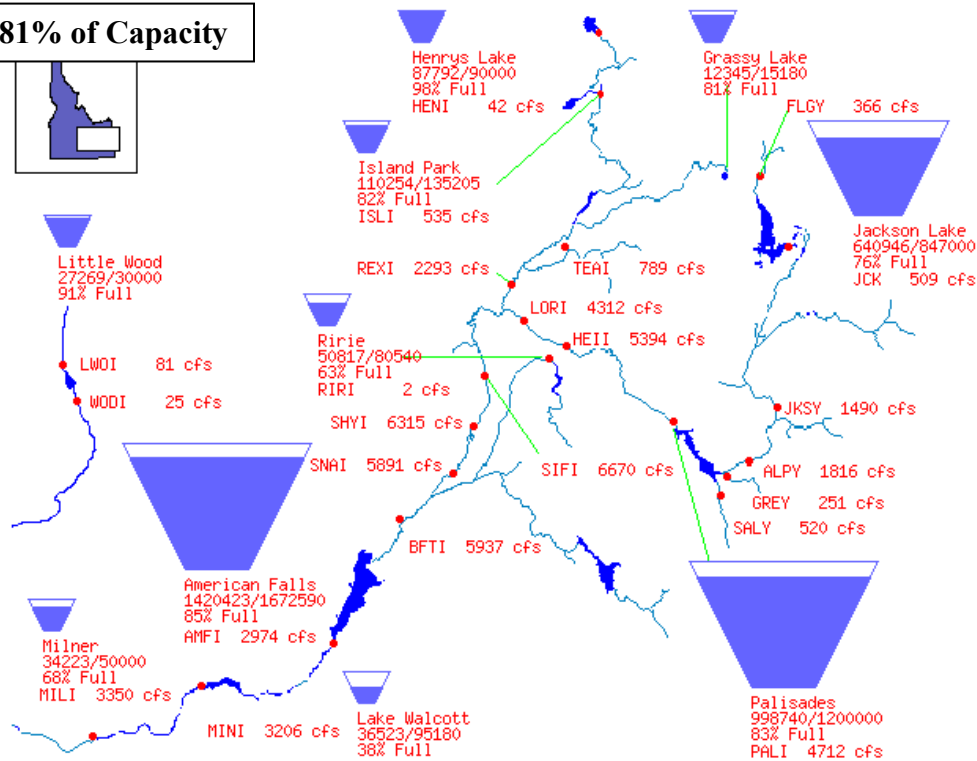 81% of Capacity
Henrys Lake
87792/90000
98% Full
HENI 42 cfs
Grassy Lake
12345/15180
81% Full
FLGY 366 cfs
Island Park
110254/135205
82% Full
ISLI 535 cfs
Jackson Lake
640946/847000
76% Full
JCK 509 cfs
Little Wood
27269/30000
91% Full
REXI 2293 cfs
TEAI 789 cfs
LORI 4312 cfs
HEII 5394 cfs
Ririe
50817/80540
63% Full
RIRI 2 cfs
LWOI 81 cfs
WODI 25 cfs
SHYI 6315 cfs
JKSY 1490 cfs
SNAI 5891 cfs
SIFI 6670 cfs
ALPY 1816 cfs
GREY 251 cfs
SALY 520 cfs
BFTI 5937 cfs
American Falls
1420423/1672590
85% Full
AMFI 2974 cfs
Milner
34223/50000
68% Full
MILI 3350 cfs
MINI 3206 cfs
Lake Walcott
36523/95180
38% Full
Palisades
998740/1200000
83% Full
PALI 4712 cfs